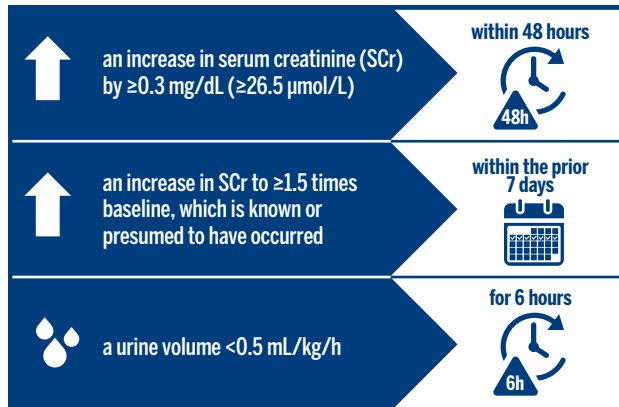 an increase in serum creatinine (SCr)
by ≥0.3 mg/dL (≥26.5 µmol/L)
within 48 hours
48h
an increase in SCr to ≥1.5 times
baseline, which is known or
presumed to have occurred
within the prior
7 days
a urine volume <0.5 mL/kg/h
for 6 hours
6h